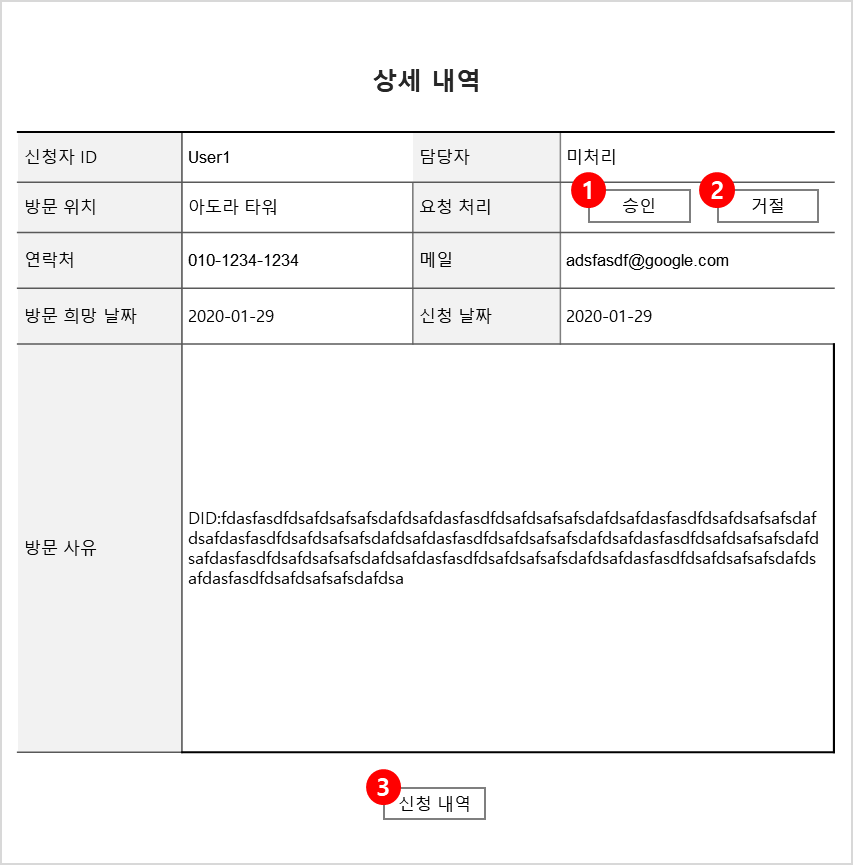 상세 내역
신청자 ID User1 담당자 미처리
방문 위치 아도라 타워 요청 처리 1 승인 2 거절
연락처 010-1234-1234 메일 adsfasdf@google.com
방문 희망 날짜 2020-01-29 신청 날짜 2020-01-29
방문 사유
DID:fdasfasdfdsafdsafsafsdafdsafdasfasdfdsafdsafsafsdafdsafdasfasdfdsafdsafsafsdaf
dsafdasfasdfdsafdsafsafsdafdsafdasfasdfdsafdsafsafsdafdsafdasfasdfdsafdsafsafsdafd
safdasfasdfdsafdsafsafsdafdsafdasfasdfdsafdsafsafsdafdsafdasfasdfdsafdsafsafsdafds
afdasfasdfdsafdsafsafsdafdsa
3 신청 내역